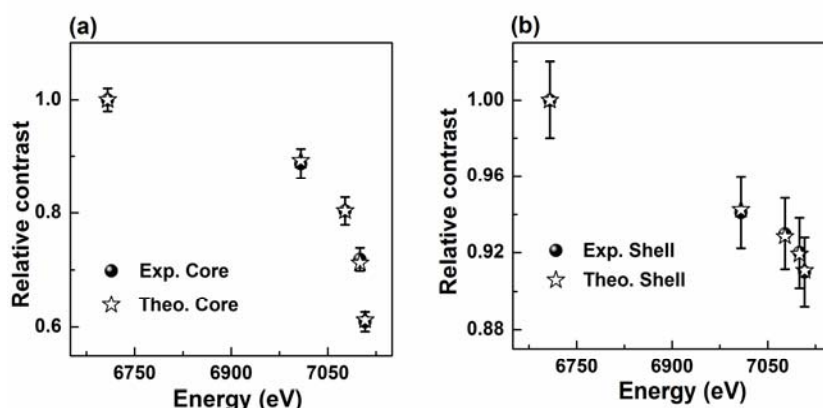 (a)
Relative contrast
1.0
0.8
0.6
Exp. Core
Theo. Core
6750
6900
7050
Energy (eV)
(b)
Relative contrast
1.00
0.96
0.92
0.88
Exp. Shell
Theo. Shell
6750
6900
7050
Energy (eV)